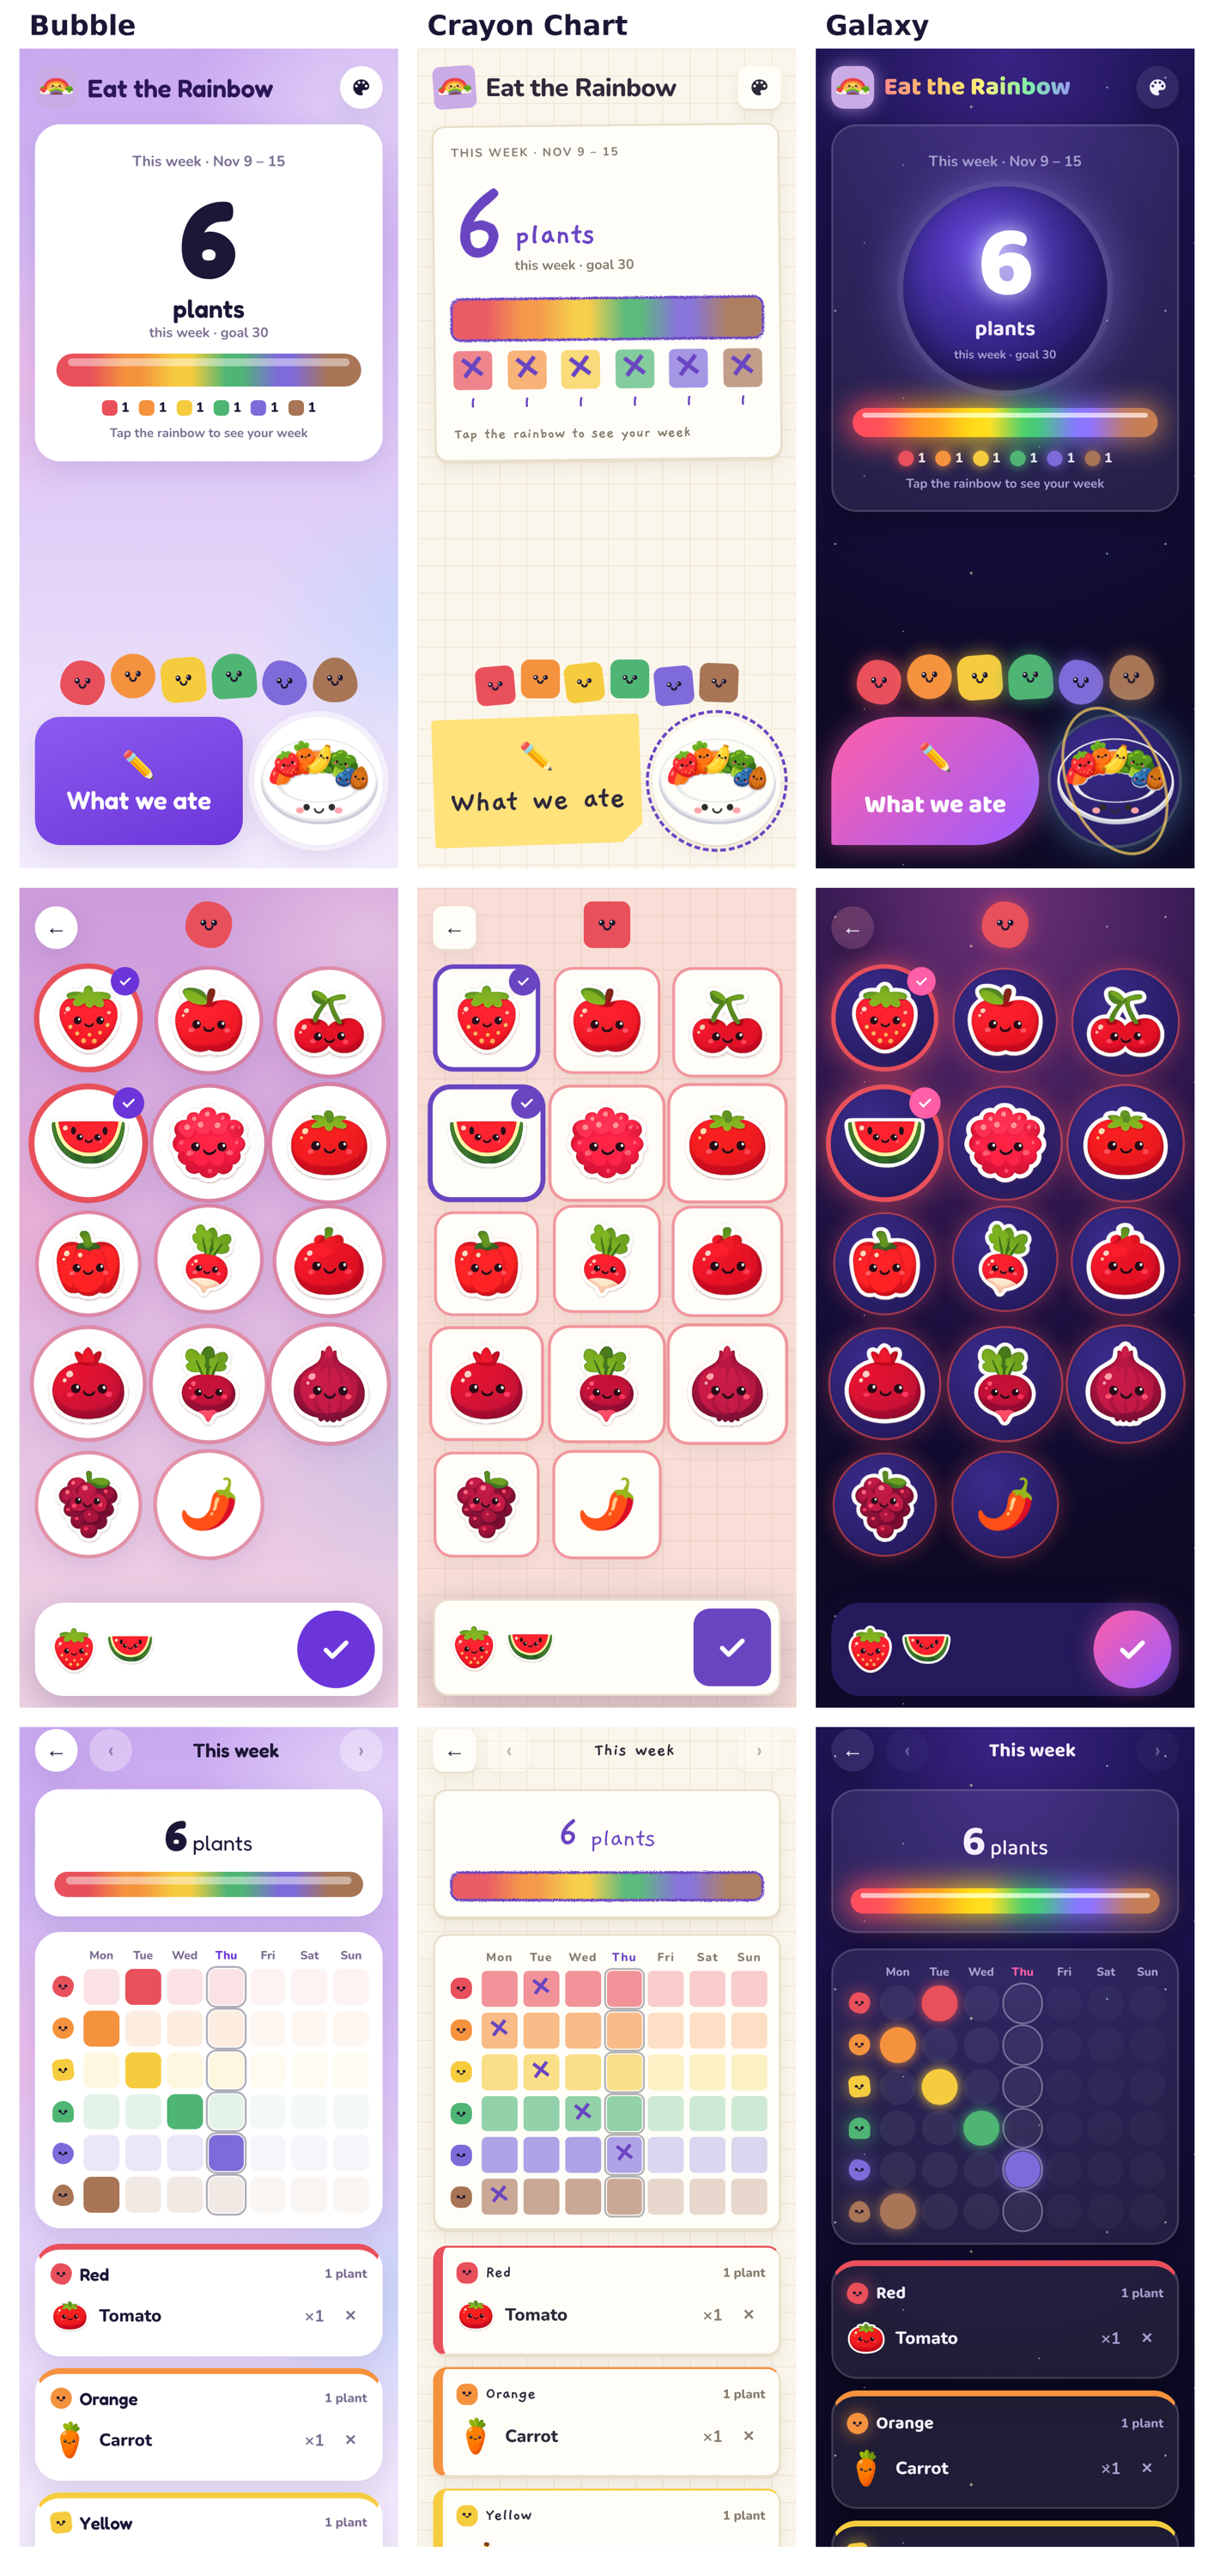 Bubble
Crayon Chart
Galaxy
Eat the Rainbow
This week · Nov 9 – 15
6
plants
this week · goal 30
1 1 1 1 1 1
Tap the rainbow to see your week
What we ate
Eat the Rainbow
THIS WEEK · NOV 9 – 15
6 plants
this week · goal 30
Tap the rainbow to see your week
What we ate
Eat the Rainbow
This week · Nov 9 – 15
6
plants
this week · goal 30
1 1 1 1 1 1
Tap the rainbow to see your week
What we ate
This week
6 plants
Mon Tue Wed Thu Fri Sat Sun
Red 1 plant
Tomato ×1 ×
Orange 1 plant
Carrot ×1 ×
Yellow
This week
6 plants
Mon Tue Wed Thu Fri Sat Sun
Red 1 plant
Tomato ×1 ×
Orange 1 plant
Carrot ×1 ×
Yellow 1 plant
This week
6 plants
Mon Tue Wed Thu Fri Sat Sun
Red 1 plant
Tomato ×1 ×
Orange 1 plant
Carrot ×1 ×